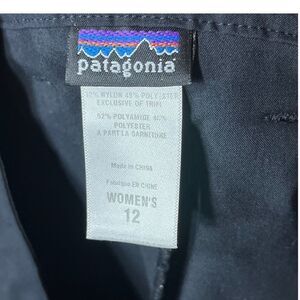 patagonia
52% NYLON 48% POLYESTER
EXCLUSIVE OF TRIM
52% POLYAMIDE 48%
POLYESTER
A PART LA GARNITURE
Made in CHINA
Fabriqué EN CHINE
WOMEN'S
12